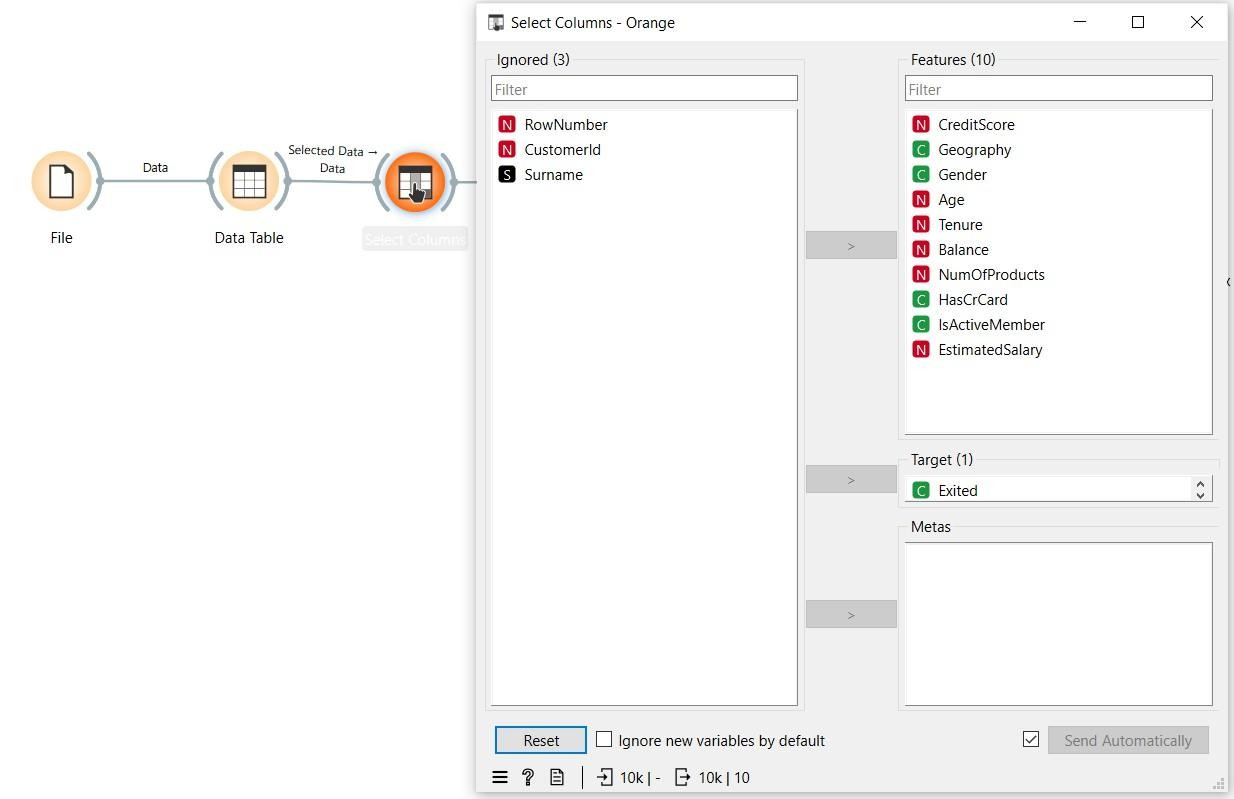 Select Columns - Orange
Ignored (3)
Filter
N RowNumber
N CustomerId
S Surname
Data
Selected Data →
Data
File
Data Table
Select Columns
>
>
>
Features (10)
Filter
N CreditScore
C Geography
C Gender
N Age
N Tenure
N Balance
N NumOfProducts
C HasCrCard
C IsActiveMember
N EstimatedSalary
Target (1)
C Exited
Metas
Reset
Ignore new variables by default
Send Automatically
10k | - 10k | 10